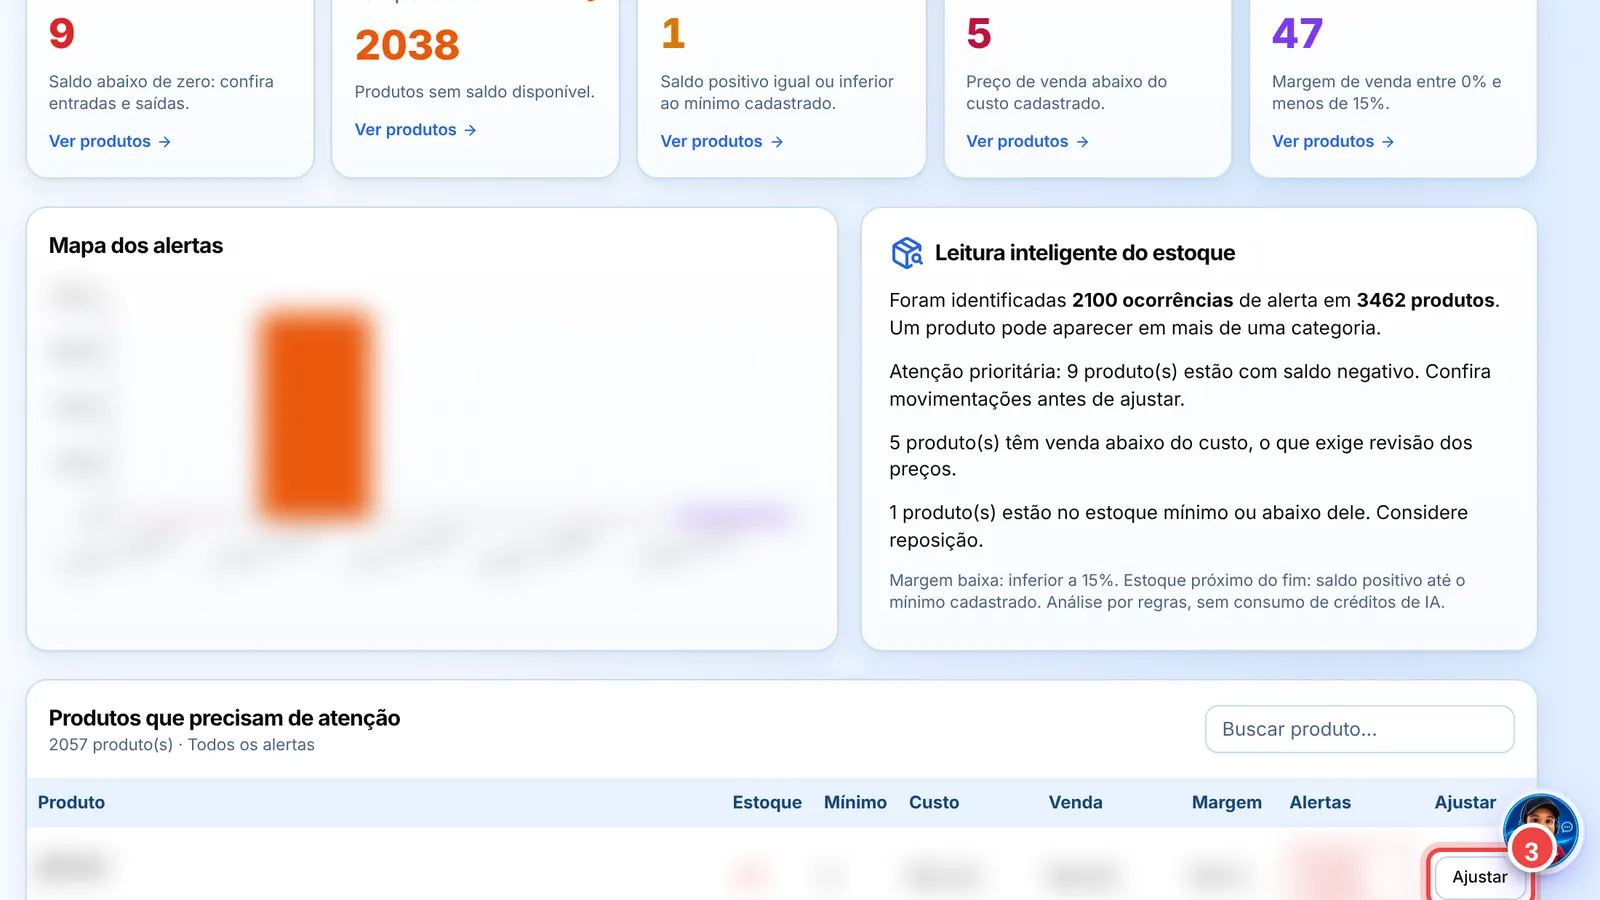 9
Saldo abaixo de zero: confira
entradas e saídas.
Ver produtos →
2038
Produtos sem saldo disponível.
Ver produtos →
1
Saldo positivo igual ou inferior
ao mínimo cadastrado.
Ver produtos →
5
Preço de venda abaixo do
custo cadastrado.
Ver produtos →
47
Margem de venda entre 0% e
menos de 15%.
Ver produtos →
Mapa dos alertas
Leitura inteligente do estoque
Foram identificadas 2100 ocorrências de alerta em 3462 produtos.
Um produto pode aparecer em mais de uma categoria.
Atenção prioritária: 9 produto(s) estão com saldo negativo. Confira
movimentações antes de ajustar.
5 produto(s) têm venda abaixo do custo, o que exige revisão dos
preços.
1 produto(s) estão no estoque mínimo ou abaixo dele. Considere
reposição.
Margem baixa: inferior a 15%. Estoque próximo do fim: saldo positivo até o
mínimo cadastrado. Análise por regras, sem consumo de créditos de IA.
Produtos que precisam de atenção
2057 produto(s) · Todos os alertas
Buscar produto...
Produto Estoque Mínimo Custo Venda Margem Alertas Ajustar
3
Ajustar